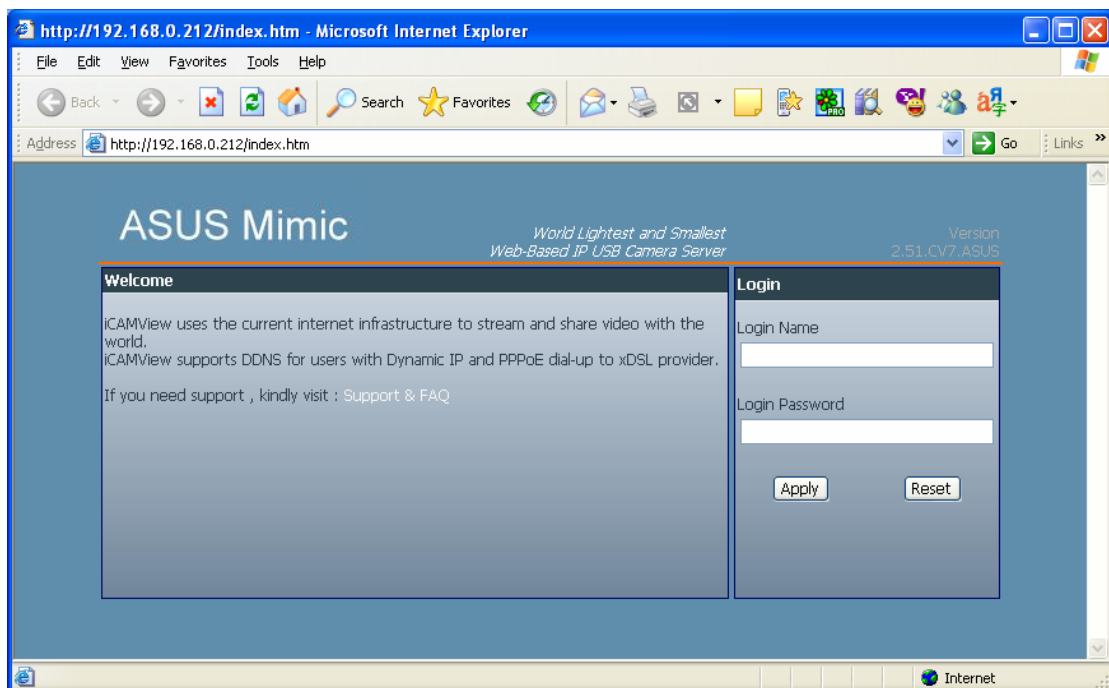 http://192.168.0.212/index.htm - Microsoft Internet Explorer
File Edit View Favorites Tools Help
Back Search Favorites PRO aя字
Address http://192.168.0.212/index.htm Go Links »
ASUS Mimic
World Lightest and Smallest
Web-Based IP USB Camera Server
Version
2.51.CV7.ASUS
Welcome
iCAMView uses the current internet infrastructure to stream and share video with the
world.
iCAMView supports DDNS for users with Dynamic IP and PPPoE dial-up to xDSL provider.
If you need support , kindly visit : Support & FAQ
Login
Login Name
Login Password
Apply Reset
Internet